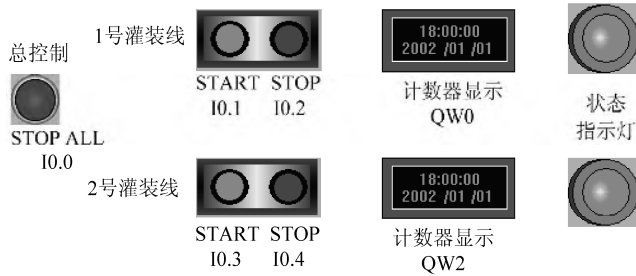 总控制
STOP ALL
I0.0
1号灌装线
START STOP
I0.1 I0.2
18:00:00
2002 /01 /01
计数器显示
QW0
状态
指示灯
2号灌装线
START STOP
I0.3 I0.4
18:00:00
2002 /01 /01
计数器显示
QW2